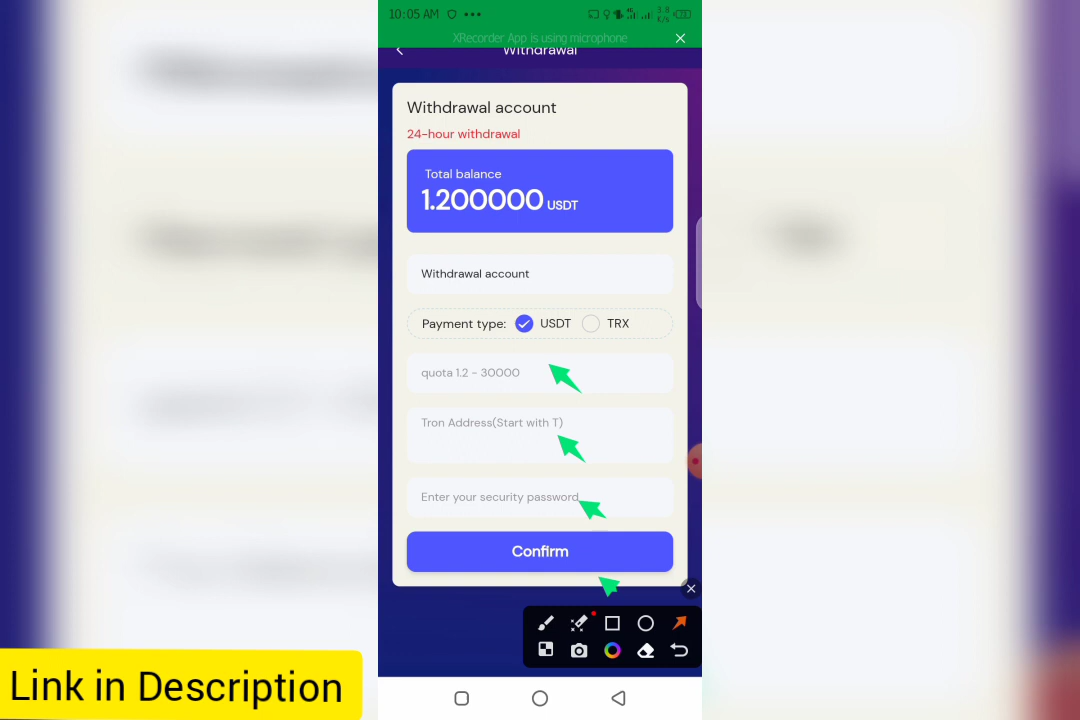 10:05 AM
3.8
K/s
XRecorder App is using microphone
Withdrawal
Withdrawal account
24-hour withdrawal
Total balance
1.200000 USDT
Withdrawal account
Payment type: USDT TRX
quota 1.2 - 30000
Tron Address(Start with T)
Enter your security password
Confirm
Link in Description